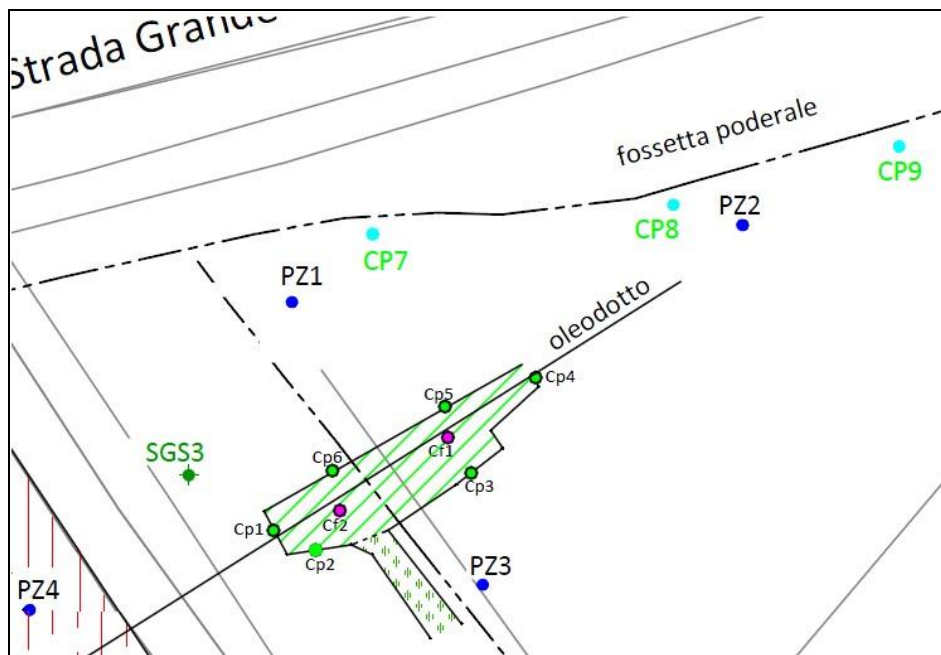 Strada Grande
fossetta poderale
CP9
PZ2
CP8
CP7
PZ1
oleodotto
Cp4
Cp5
Cf1
SGS3
Cp6
Cp3
Cf2
Cp1
Cp2
PZ3
PZ4